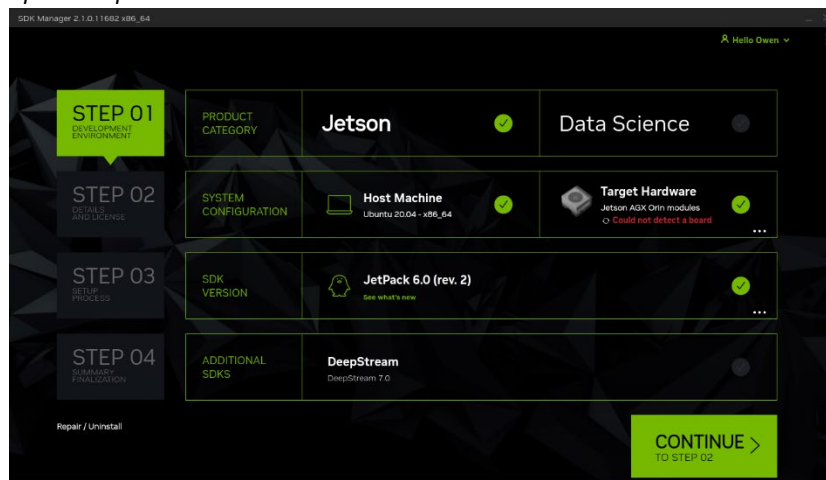 SDK Manager 2.1.0.11682 x86_64
Hello Owen
STEP 01
DEVELOPMENT
ENVIRONMENT
PRODUCT
CATEGORY
Jetson
Data Science
STEP 02
DETAILS
AND LICENSE
SYSTEM
CONFIGURATION
Host Machine
Ubuntu 20.04 - x86_64
Target Hardware
Jetson AGX Orin modules
Could not detect a board
...
STEP 03
SETUP
PROCESS
SDK
VERSION
JetPack 6.0 (rev. 2)
See what's new
...
STEP 04
SUMMARY
FINALIZATION
ADDITIONAL
SDKS
DeepStream
DeepStream 7.0
Repair / Uninstall
CONTINUE >
TO STEP 02